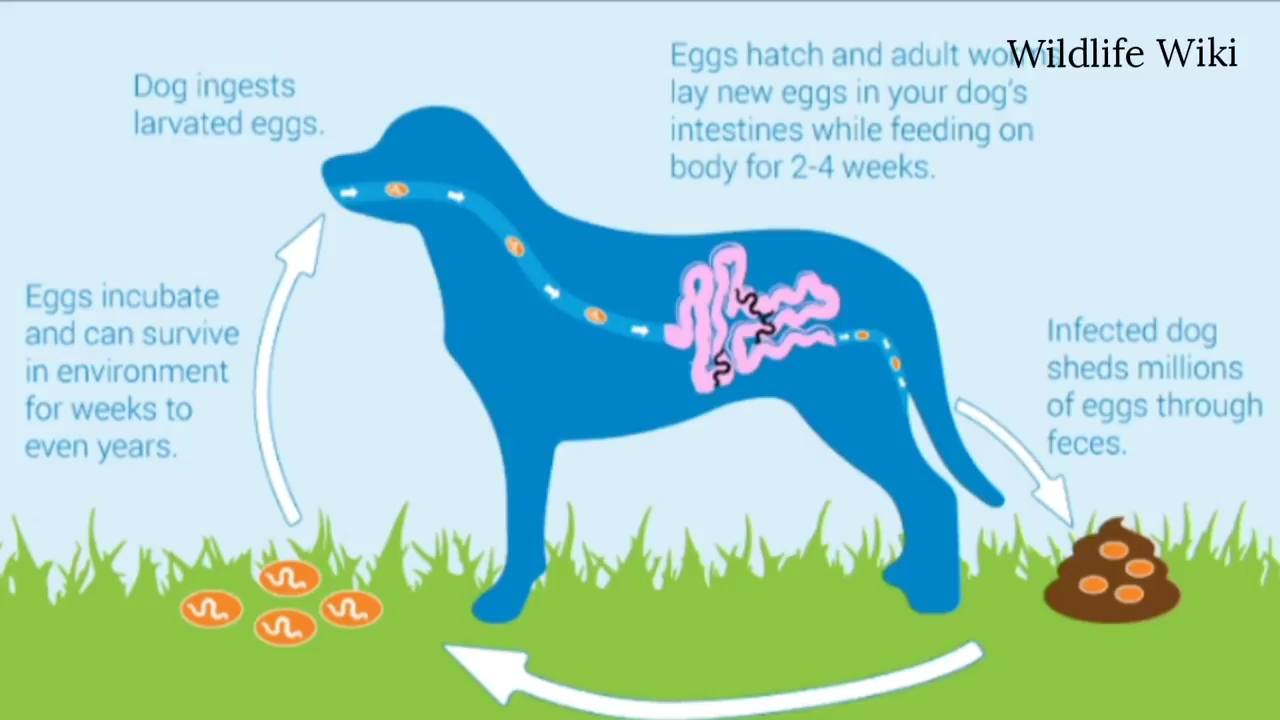 Wildlife Wiki
Dog ingests
larvated eggs.
Eggs hatch and adult worms
lay new eggs in your dog's
intestines while feeding on
body for 2-4 weeks.
Eggs incubate
and can survive
in environment
for weeks to
even years.
Infected dog
sheds millions
of eggs through
feces.